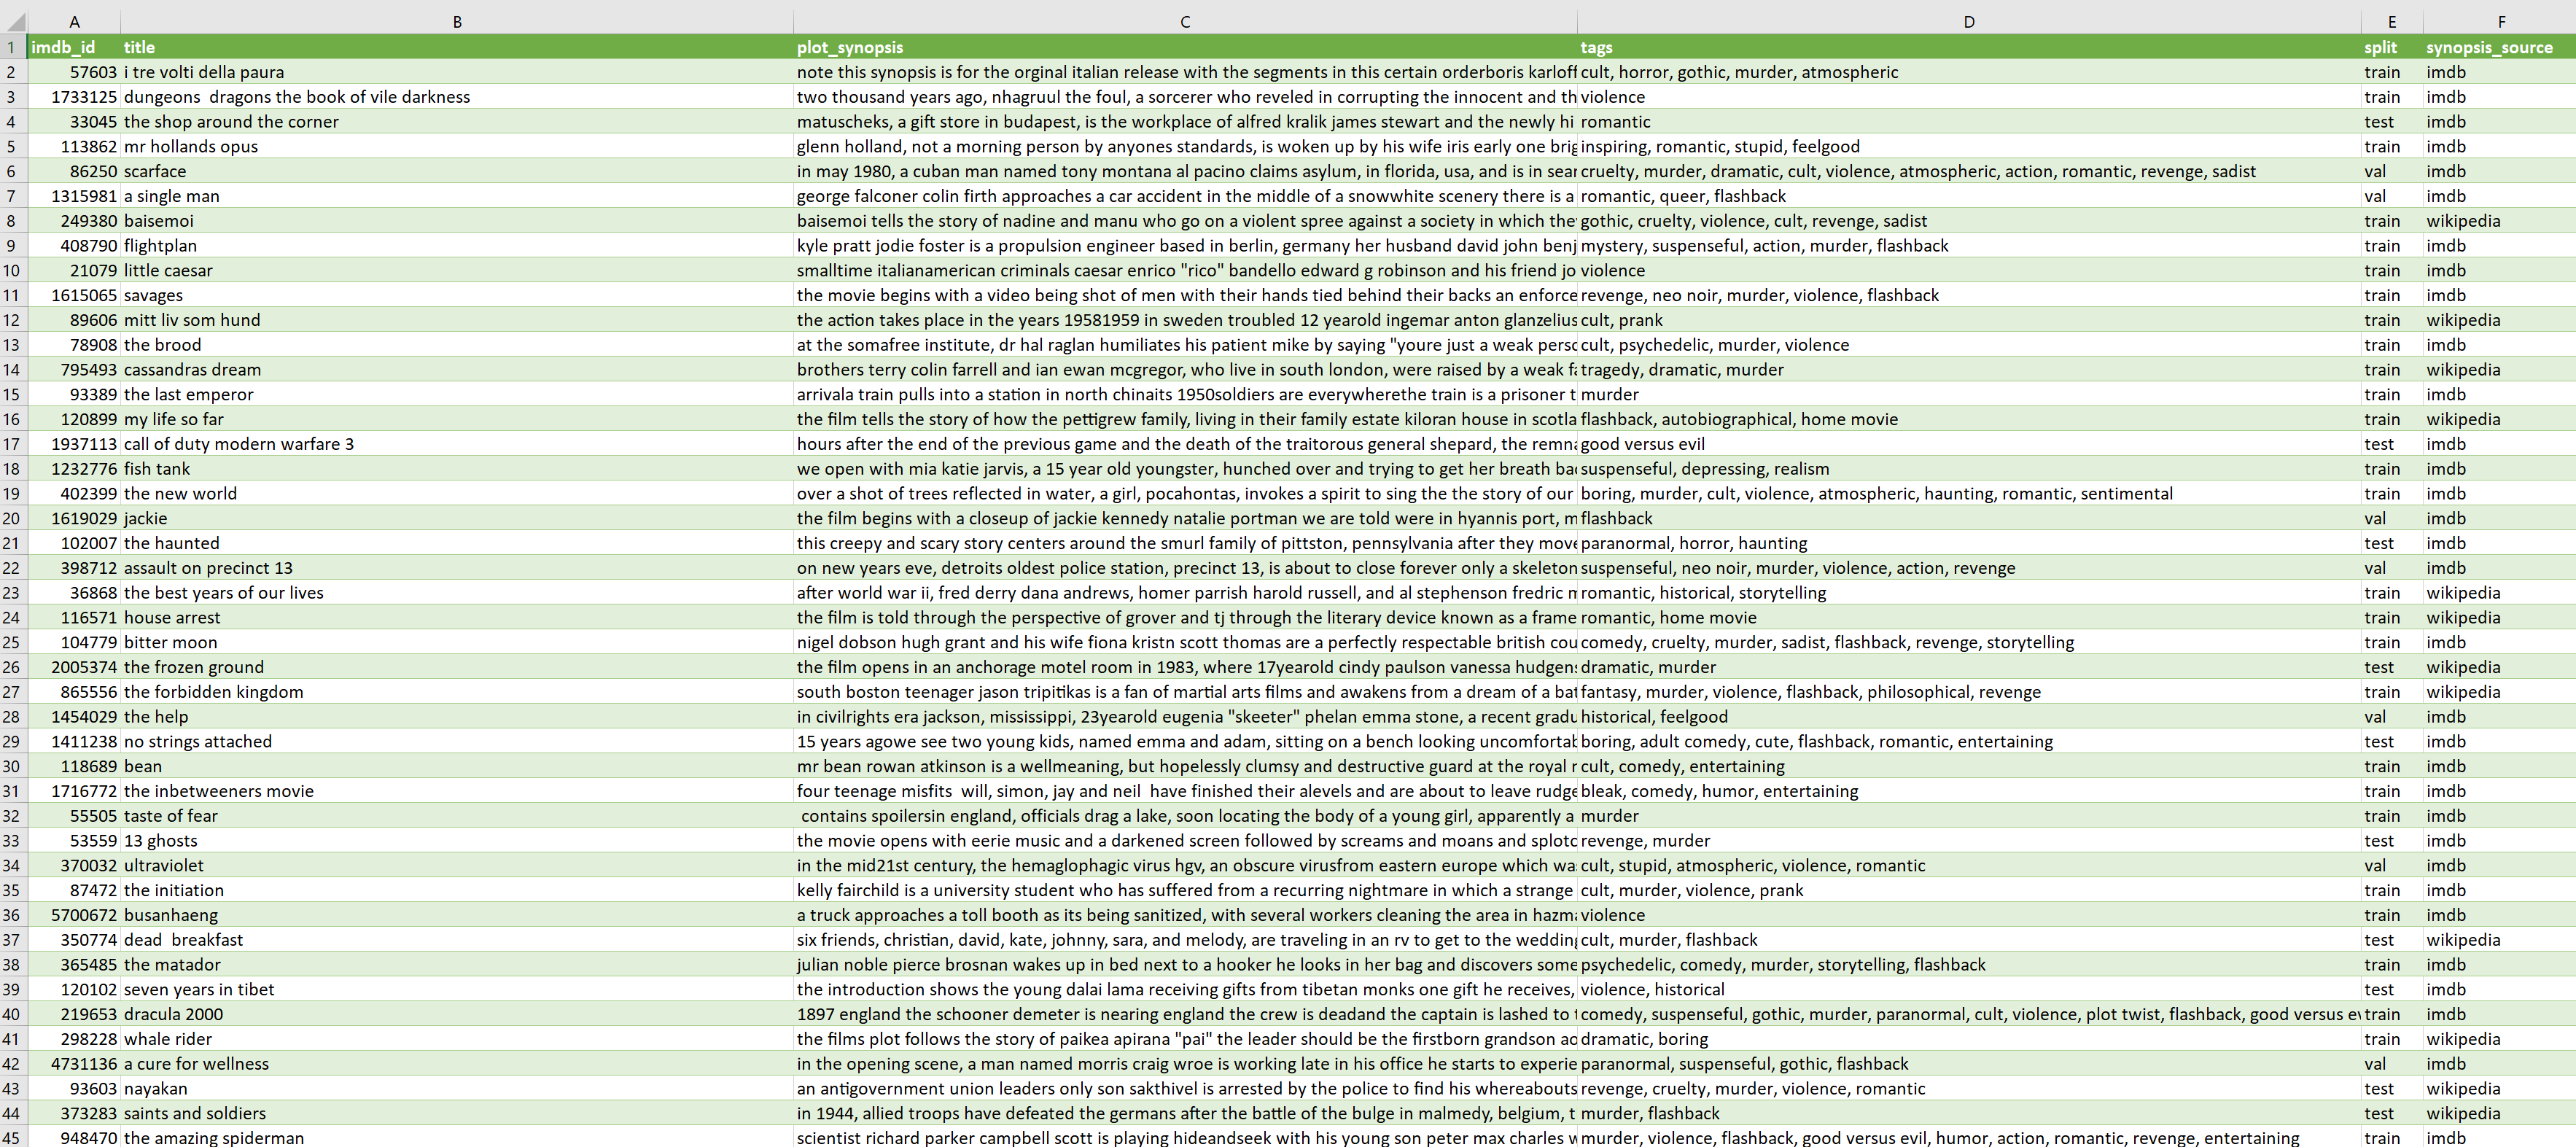 A B C D E F
1 imdb_id title plot_synopsis tags split synopsis_source
2 57603 i tre volti della paura note this synopsis is for the orginal italian release with the segments in this certain orderboris karloff cult, horror, gothic, murder, atmospheric train imdb
3 1733125 dungeons  dragons the book of vile darkness two thousand years ago, nhagruul the foul, a sorcerer who reveled in corrupting the innocent and th violence train imdb
4 33045 the shop around the corner matuscheks, a gift store in budapest, is the workplace of alfred kralik james stewart and the newly hi romantic test imdb
5 113862 mr hollands opus glenn holland, not a morning person by anyones standards, is woken up by his wife iris early one brig inspiring, romantic, stupid, feelgood train imdb
6 86250 scarface in may 1980, a cuban man named tony montana al pacino claims asylum, in florida, usa, and is in sear cruelty, murder, dramatic, cult, violence, atmospheric, action, romantic, revenge, sadist val imdb
7 1315981 a single man george falconer colin firth approaches a car accident in the middle of a snowwhite scenery there is a romantic, queer, flashback val imdb
8 249380 baisemoi baisemoi tells the story of nadine and manu who go on a violent spree against a society in which the gothic, cruelty, violence, cult, revenge, sadist train wikipedia
9 408790 flightplan kyle pratt jodie foster is a propulsion engineer based in berlin, germany her husband david john benj mystery, suspenseful, action, murder, flashback train imdb
10 21079 little caesar smalltime italianamerican criminals caesar enrico "rico" bandello edward g robinson and his friend jo violence train imdb
11 1615065 savages the movie begins with a video being shot of men with their hands tied behind their backs an enforce revenge, neo noir, murder, violence, flashback train imdb
12 89606 mitt liv som hund the action takes place in the years 19581959 in sweden troubled 12 yearold ingemar anton glanzelius cult, prank train wikipedia
13 78908 the brood at the somafree institute, dr hal raglan humiliates his patient mike by saying "youre just a weak perso cult, psychedelic, murder, violence train imdb
14 795493 cassandras dream brothers terry colin farrell and ian ewan mcgregor, who live in south london, were raised by a weak fa tragedy, dramatic, murder train wikipedia
15 93389 the last emperor arrivala train pulls into a station in north chinaits 1950soldiers are everywherethe train is a prisoner t murder train imdb
16 120899 my life so far the film tells the story of how the pettigrew family, living in their family estate kiloran house in scotla flashback, autobiographical, home movie train wikipedia
17 1937113 call of duty modern warfare 3 hours after the end of the previous game and the death of the traitorous general shepard, the remna good versus evil test imdb
18 1232776 fish tank we open with mia katie jarvis, a 15 year old youngster, hunched over and trying to get her breath bac suspenseful, depressing, realism train imdb
19 402399 the new world over a shot of trees reflected in water, a girl, pocahontas, invokes a spirit to sing the the story of our boring, murder, cult, violence, atmospheric, haunting, romantic, sentimental train imdb
20 1619029 jackie the film begins with a closeup of jackie kennedy natalie portman we are told were in hyannis port, m flashback val imdb
21 102007 the haunted this creepy and scary story centers around the smurl family of pittston, pennsylvania after they move paranormal, horror, haunting test imdb
22 398712 assault on precinct 13 on new years eve, detroits oldest police station, precinct 13, is about to close forever only a skeleton suspenseful, neo noir, murder, violence, action, revenge val imdb
23 36868 the best years of our lives after world war ii, fred derry dana andrews, homer parrish harold russell, and al stephenson fredric m romantic, historical, storytelling train wikipedia
24 116571 house arrest the film is told through the perspective of grover and tj through the literary device known as a frame romantic, home movie train wikipedia
25 104779 bitter moon nigel dobson hugh grant and his wife fiona kristn scott thomas are a perfectly respectable british cou comedy, cruelty, murder, sadist, flashback, revenge, storytelling train imdb
26 2005374 the frozen ground the film opens in an anchorage motel room in 1983, where 17yearold cindy paulson vanessa hudgens dramatic, murder test wikipedia
27 865556 the forbidden kingdom south boston teenager jason tripitikas is a fan of martial arts films and awakens from a dream of a bat fantasy, murder, violence, flashback, philosophical, revenge train wikipedia
28 1454029 the help in civilrights era jackson, mississippi, 23yearold eugenia "skeeter" phelan emma stone, a recent gradu historical, feelgood val imdb
29 1411238 no strings attached 15 years agowe see two young kids, named emma and adam, sitting on a bench looking uncomfortab boring, adult comedy, cute, flashback, romantic, entertaining test imdb
30 118689 bean mr bean rowan atkinson is a wellmeaning, but hopelessly clumsy and destructive guard at the royal cult, comedy, entertaining train imdb
31 1716772 the inbetweeners movie four teenage misfits  will, simon, jay and neil  have finished their alevels and are about to leave rudge bleak, comedy, humor, entertaining train imdb
32 55505 taste of fear contains spoilersin england, officials drag a lake, soon locating the body of a young girl, apparently a murder train imdb
33 53559 13 ghosts the movie opens with eerie music and a darkened screen followed by screams and moans and splotc revenge, murder test imdb
34 370032 ultraviolet in the mid21st century, the hemaglophagic virus hgv, an obscure virusfrom eastern europe which wa cult, stupid, atmospheric, violence, romantic val imdb
35 87472 the initiation kelly fairchild is a university student who has suffered from a recurring nightmare in which a strange cult, murder, violence, prank train imdb
36 5700672 busanhaeng a truck approaches a toll booth as its being sanitized, with several workers cleaning the area in hazma violence train imdb
37 350774 dead  breakfast six friends, christian, david, kate, johnny, sara, and melody, are traveling in an rv to get to the wedding cult, murder, flashback test wikipedia
38 365485 the matador julian noble pierce brosnan wakes up in bed next to a hooker he looks in her bag and discovers some psychedelic, comedy, murder, storytelling, flashback train imdb
39 120102 seven years in tibet the introduction shows the young dalai lama receiving gifts from tibetan monks one gift he receives, violence, historical test imdb
40 219653 dracula 2000 1897 england the schooner demeter is nearing england the crew is deadand the captain is lashed to t comedy, suspenseful, gothic, murder, paranormal, cult, violence, plot twist, flashback, good versus ev train imdb
41 298228 whale rider the films plot follows the story of paikea apirana "pai" the leader should be the firstborn grandson ao dramatic, boring train wikipedia
42 4731136 a cure for wellness in the opening scene, a man named morris craig wroe is working late in his office he starts to experie paranormal, suspenseful, gothic, flashback val imdb
43 93603 nayakan an antigovernment union leaders only son sakthivel is arrested by the police to find his whereabouts revenge, cruelty, murder, violence, romantic test wikipedia
44 373283 saints and soldiers in 1944, allied troops have defeated the germans after the battle of the bulge in malmedy, belgium, t murder, flashback test wikipedia
45 948470 the amazing spiderman scientist richard parker campbell scott is playing hideandseek with his young son peter max charles w murder, violence, flashback, good versus evil, humor, action, romantic, revenge, entertaining train imdb